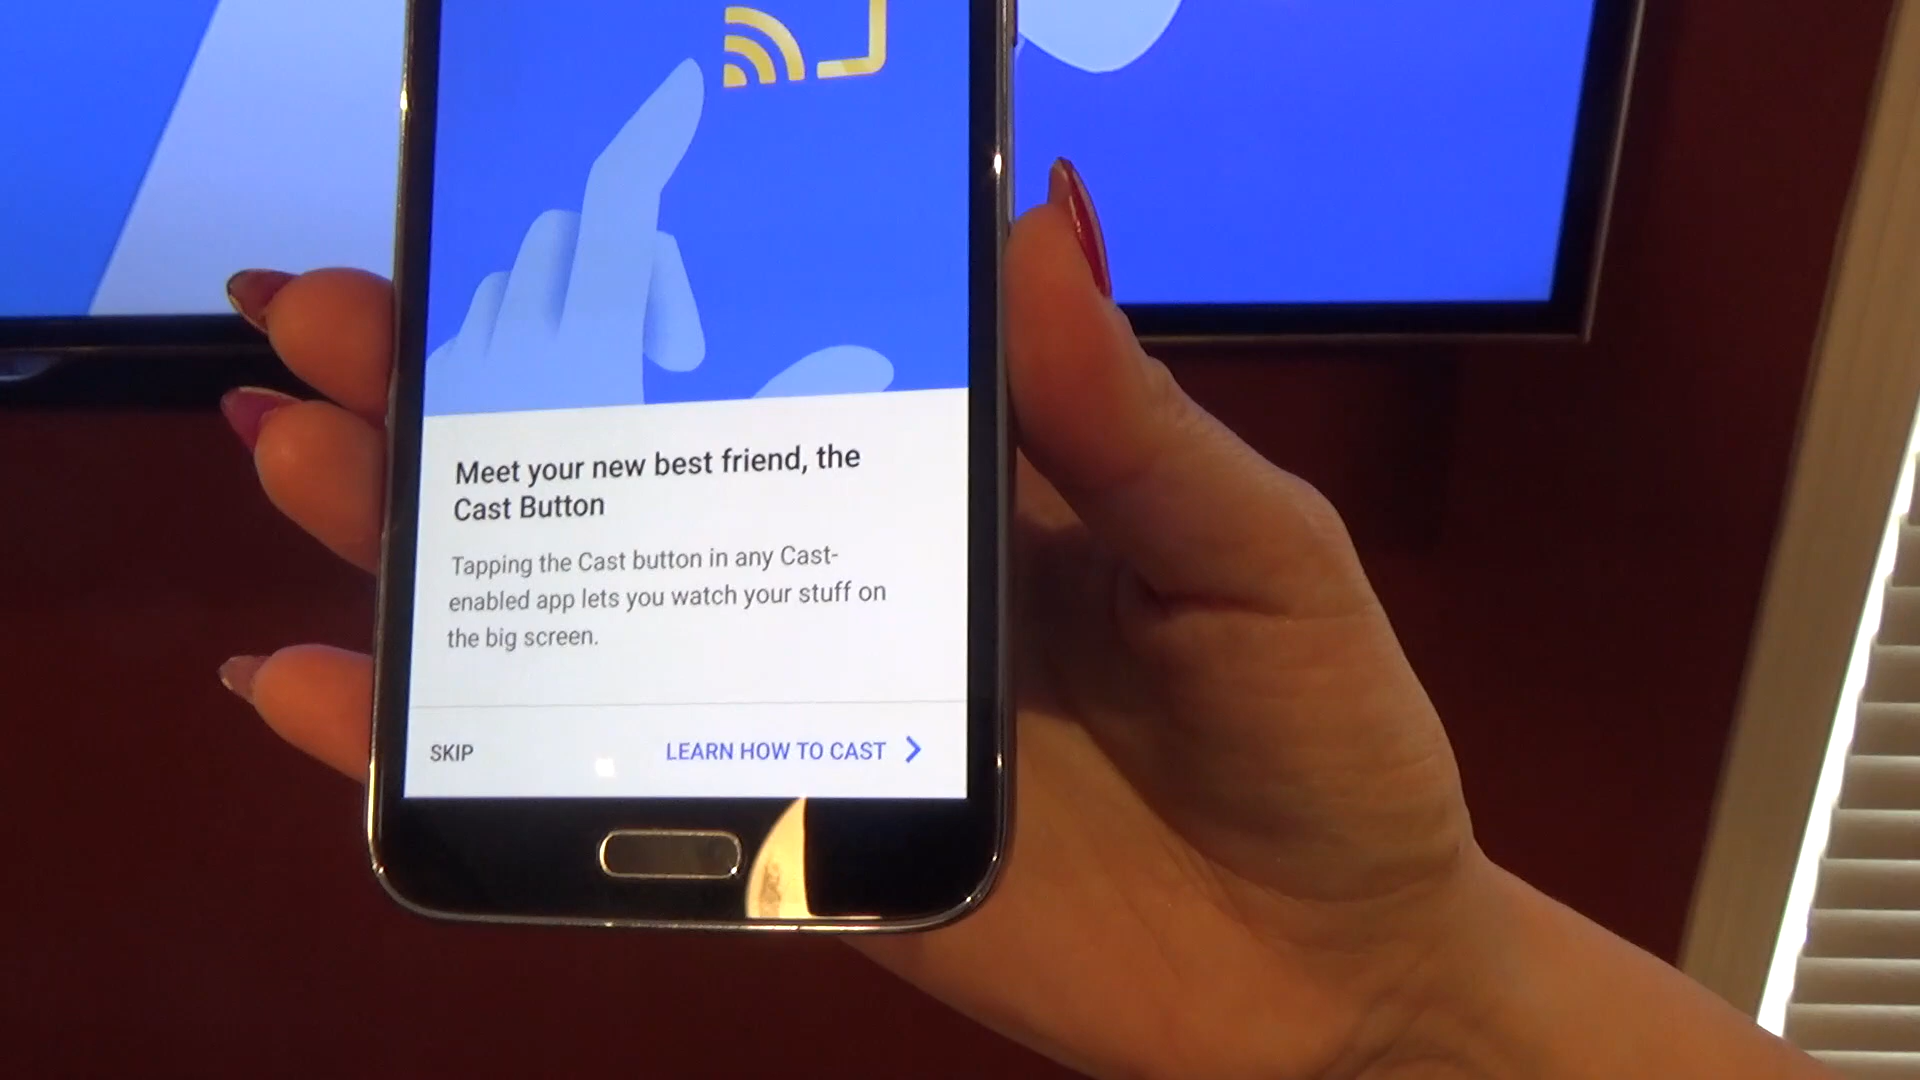 Meet your new best friend, the
Cast Button
Tapping the Cast button in any Cast-
enabled app lets you watch your stuff on
the big screen.
SKIP
LEARN HOW TO CAST